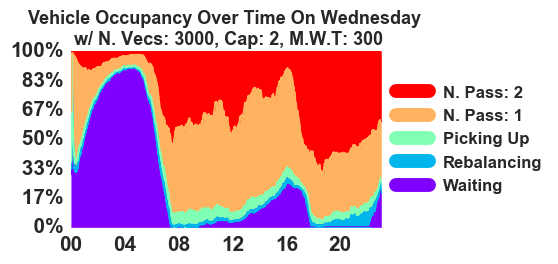 Vehicle Occupancy Over Time On Wednesday
w/ N. Vecs: 3000, Cap: 2, M.W.T: 300
100%
83%
67%
50%
33%
17%
0%
00 04 08 12 16 20
N. Pass: 2
N. Pass: 1
Picking Up
Rebalancing
Waiting